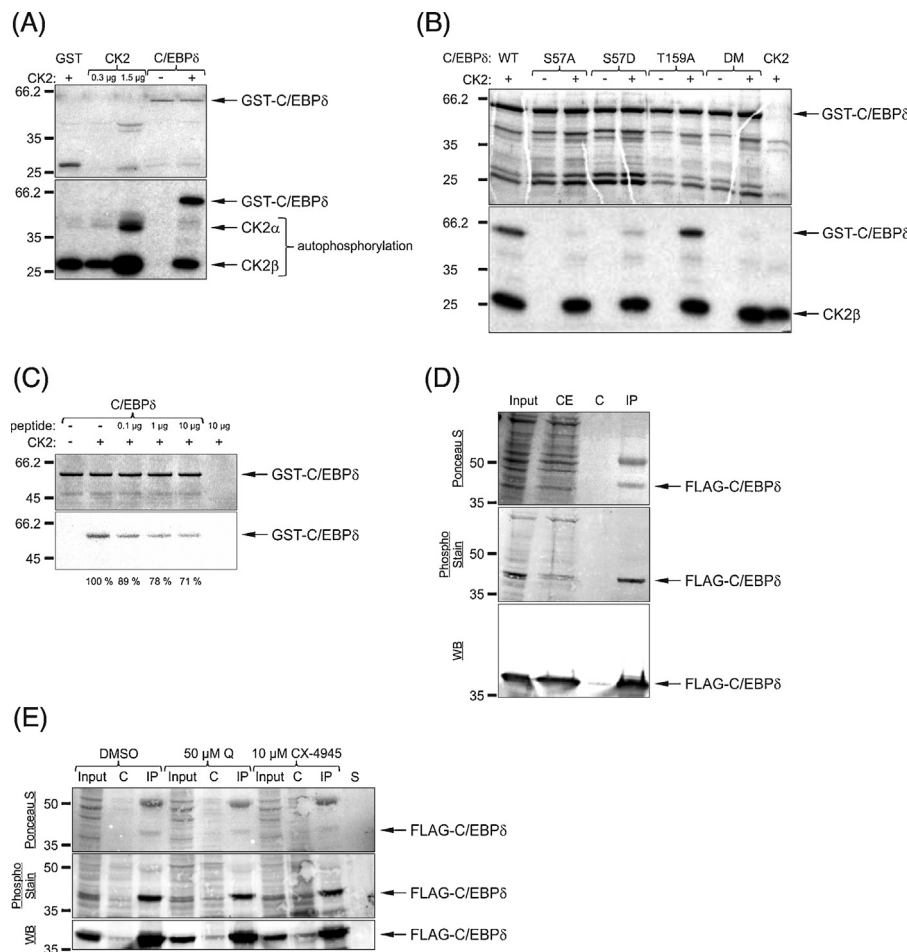 (A)
GST CK2 C/EBPδ
CK2: + 0.3 µg 1.5 µg - +
66.2
GST-C/EBPδ
35
25
66.2
GST-C/EBPδ
CK2α
35
autophosphorylation
25
CK2β
(B)
C/EBPδ: WT S57A S57D T159A DM CK2
CK2: + - + - + - + - + +
66.2
GST-C/EBPδ
35
25
66.2
GST-C/EBPδ
35
25
CK2β
(C)
C/EBPδ
peptide: - - 0.1 µg 1 µg 10 µg 10 µg
CK2: - + + + + +
66.2
GST-C/EBPδ
45
66.2
GST-C/EBPδ
45
100 % 89 % 78 % 71 %
(D)
Input CE C IP
Ponceau S
50
FLAG-C/EBPδ
35
Phospho
Stain
50
FLAG-C/EBPδ
35
WB
FLAG-C/EBPδ
35
(E)
DMSO 50 µM Q 10 µM CX-4945
Input C IP Input C IP Input C IP S
Ponceau S
50
FLAG-C/EBPδ
35
Phospho
Stain
50
FLAG-C/EBPδ
35
WB
FLAG-C/EBPδ
35